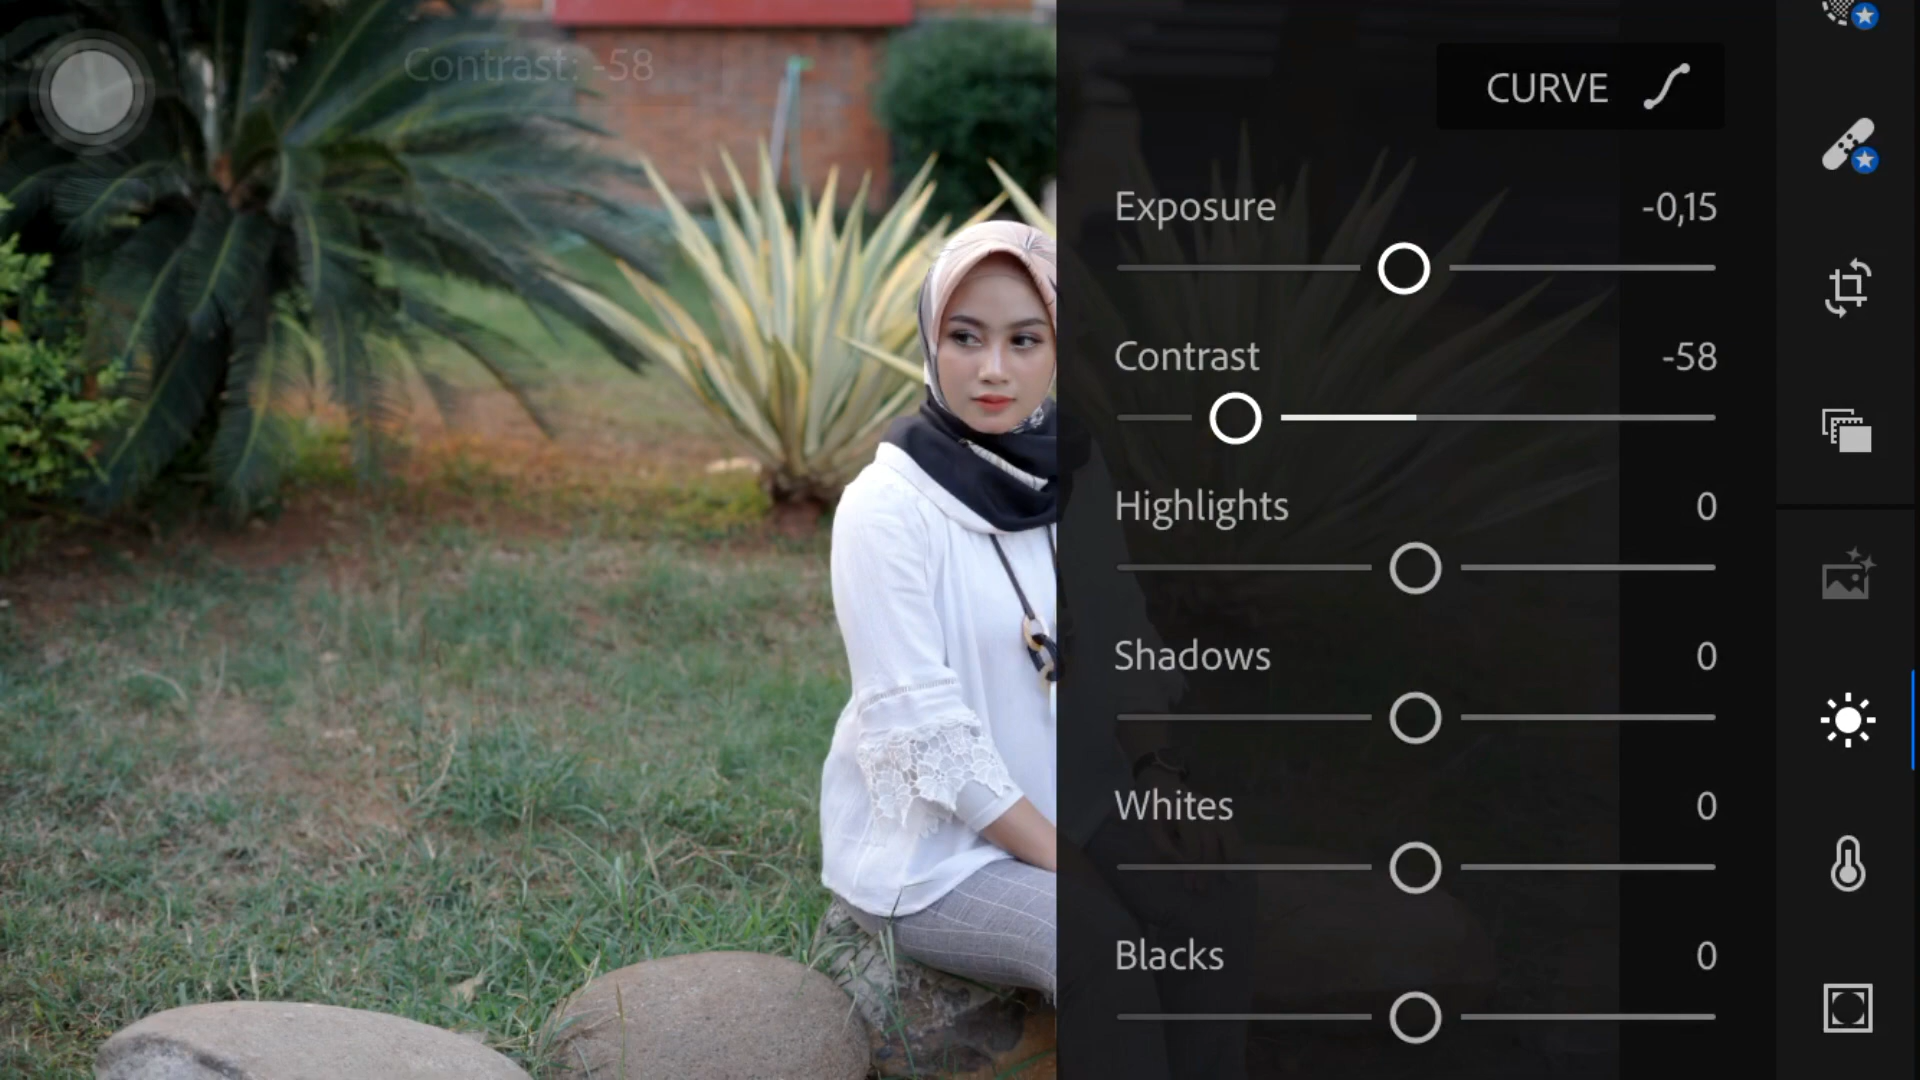 Contrast: -58
CURVE
Exposure -0,15
Contrast -58
Highlights 0
Shadows 0
Whites 0
Blacks 0